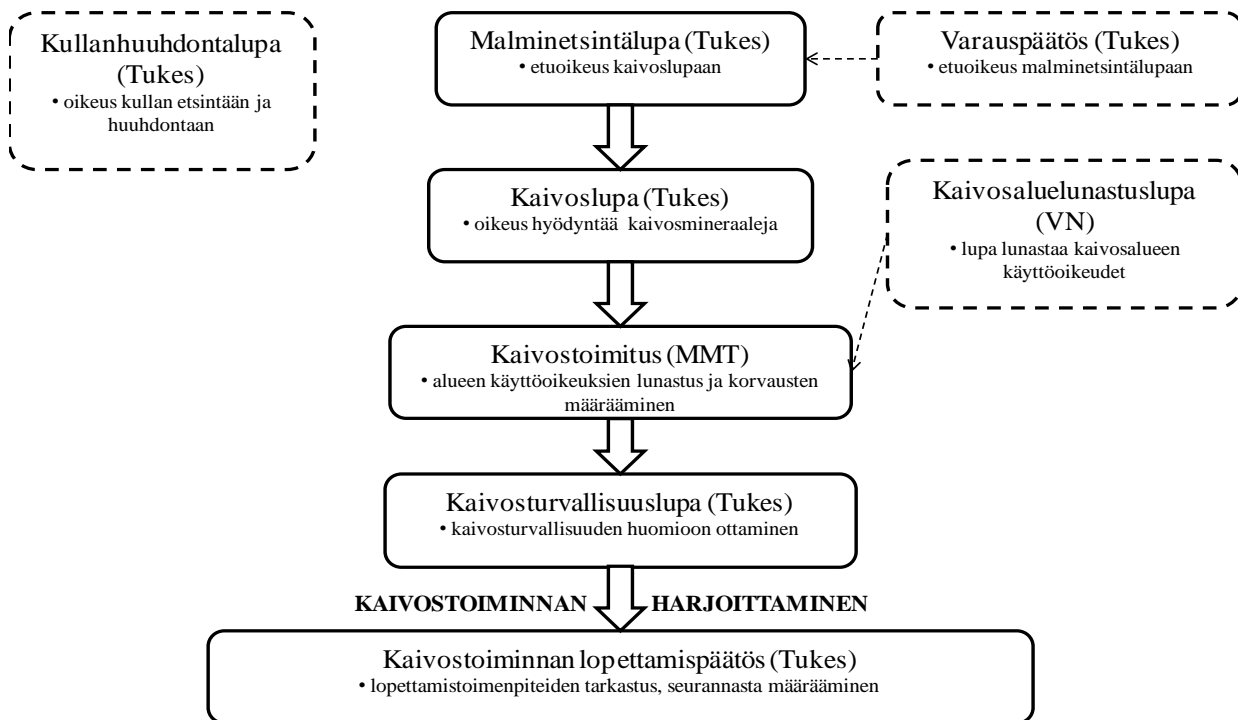 Kullanhuuhdontalupa
(Tukes)
• oikeus kullan etsintään ja
huuhdontaan
Malminetsintälupa (Tukes)
• etuoikeus kaivoslupaan
Varauspäätös (Tukes)
• etuoikeus malminetsintälupaan
Kaivoslupa (Tukes)
• oikeus hyödyntää kaivosmineraaleja
Kaivosaluelunastuslupa
(VN)
• lupa lunastaa kaivosalueen
käyttöoikeudet
Kaivostoimitus (MMT)
• alueen käyttöoikeuksien lunastus ja korvausten
määrääminen
Kaivosturvallisuuslupa (Tukes)
• kaivosturvallisuuden huomioon ottaminen
KAIVOSTOIMINNAN HARJOITTAMINEN
Kaivostoiminnan lopettamispäätös (Tukes)
• lopettamistoimenpiteiden tarkastus, seurannasta määrääminen